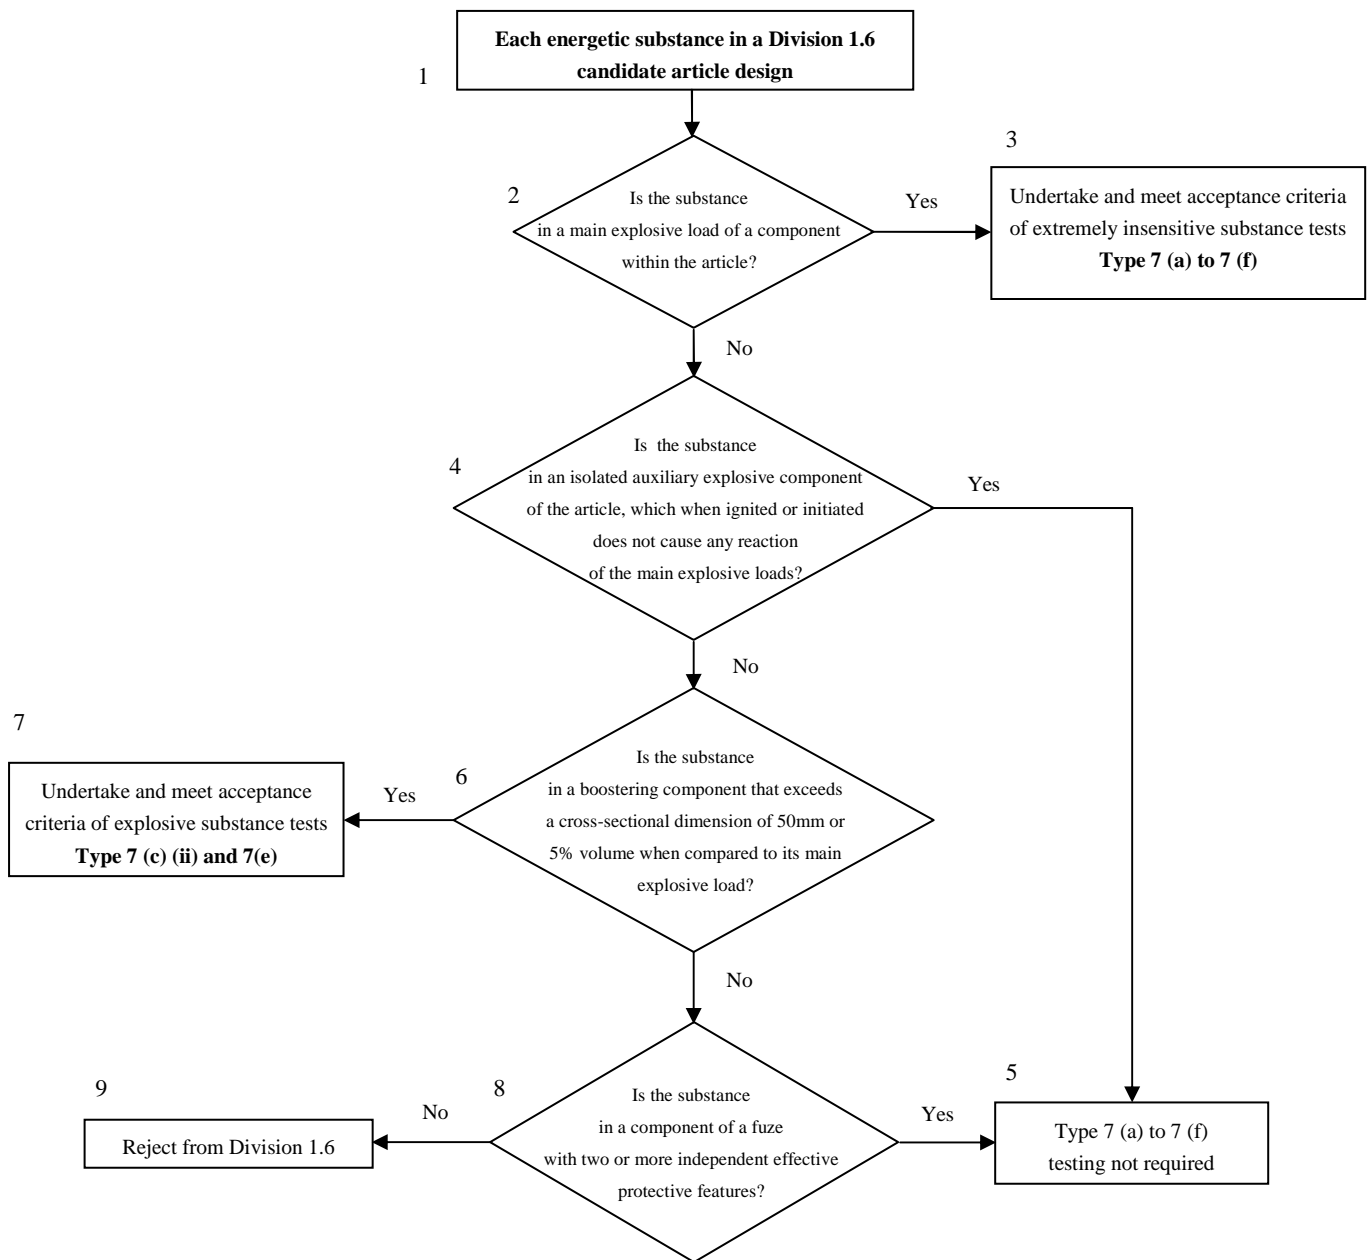 Each energetic substance in a Division 1.6
candidate article design
1
3
2
Is the substance
in a main explosive load of a component
within the article?
Yes
Undertake and meet acceptance criteria
of extremely insensitive substance tests
Type 7 (a) to 7 (f)
No
4
Is the substance
in an isolated auxiliary explosive component
of the article, which when ignited or initiated
does not cause any reaction
of the main explosive loads?
Yes
No
7
6
Is the substance
in a boostering component that exceeds
a cross-sectional dimension of 50mm or
5% volume when compared to its main
explosive load?
Yes
Undertake and meet acceptance
criteria of explosive substance tests
Type 7 (c) (ii) and 7(e)
No
9
8
5
Is the substance
in a component of a fuze
with two or more independent effective
protective features?
No
Yes
Reject from Division 1.6
Type 7 (a) to 7 (f)
testing not required